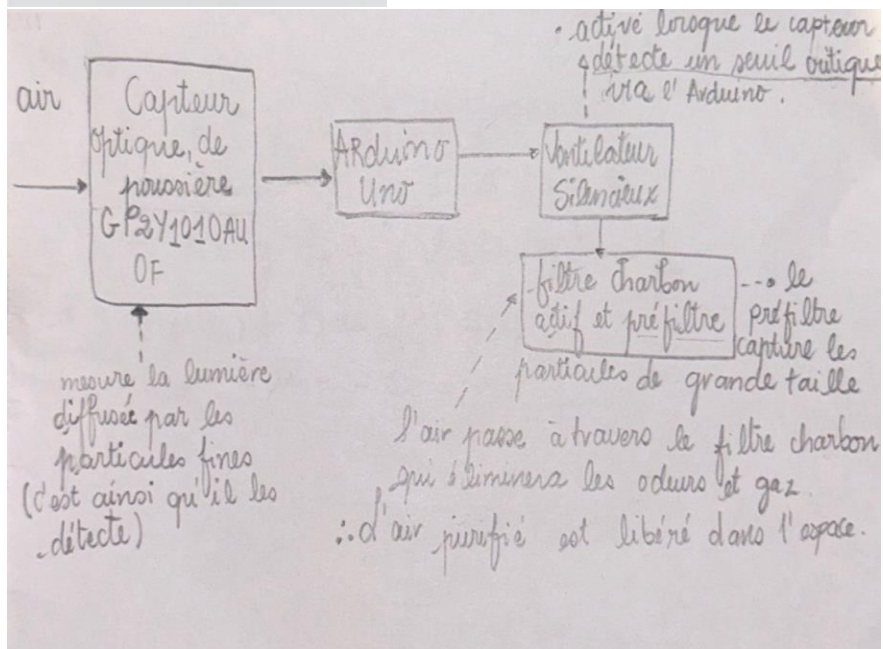 air
Capteur
optique, de
poussière
GP2Y1010AU
OF
ARduino
Uno
Ventilateur
Silencieux
• activé lorsque le capteur
détecte un seuil critique
via l'Arduino.
filtre charbon
actif et préfiltre
le
préfiltre
capture les
particules de grande taille
mesure la lumière
diffusée par les
particules fines
(c'est ainsi qu'il les
détecte)
l'air passe à travers le filtre charbon
qui éliminera les odeurs et gaz.
∴ l'air purifié est libéré dans l'espace.